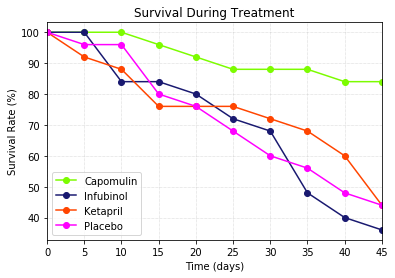 Survival During Treatment
Survival Rate (%)
100
90
80
70
60
50
40
Capomulin
Infubinol
Ketapril
Placebo
0 5 10 15 20 25 30 35 40 45
Time (days)